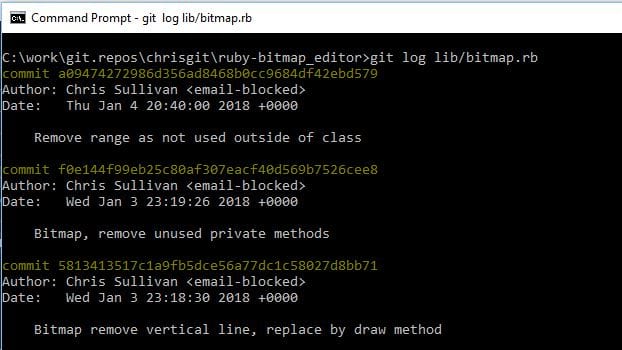 Command Prompt - git log lib/bitmap.rb
C:\work\git.repos\chrisgit\ruby-bitmap_editor>git log lib/bitmap.rb
commit a09474272986d356ad8468b0cc9684df42ebd579
Author: Chris Sullivan <email-blocked>
Date:   Thu Jan 4 20:40:00 2018 +0000
Remove range as not used outside of class
commit f0e144f99eb25c80af307eacf40d569b7526cee8
Author: Chris Sullivan <email-blocked>
Date:   Wed Jan 3 23:19:26 2018 +0000
Bitmap, remove unused private methods
commit 5813413517c1a9fb5dce56a77dc1c58027d8bb71
Author: Chris Sullivan <email-blocked>
Date:   Wed Jan 3 23:18:30 2018 +0000
Bitmap remove vertical line, replace by draw method